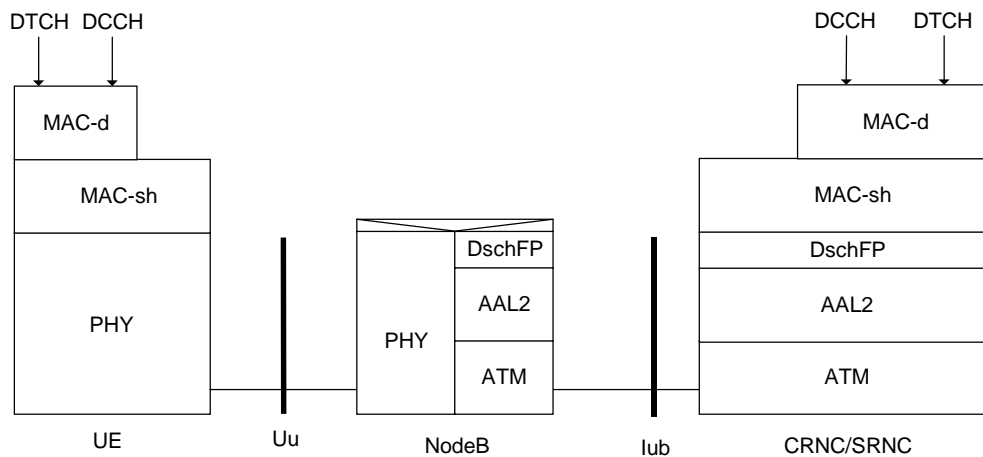 DTCH DCCH
DCCH DTCH
MAC-d
MAC-d
MAC-sh
MAC-sh
DschFP
DschFP
PHY
PHY
AAL2
AAL2
ATM
ATM
UE
Uu
NodeB
Iub
CRNC/SRNC